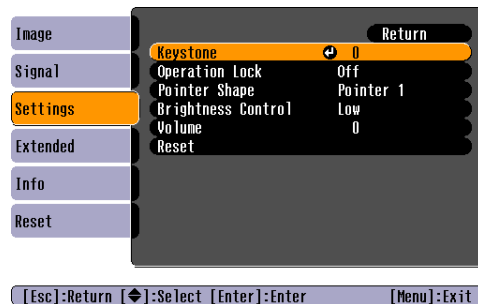 Image
Signal
Settings
Extended
Info
Reset
Return
Keystone 0
Operation Lock Off
Pointer Shape Pointer 1
Brightness Control Low
Volume 0
Reset
[Esc]:Return [◆]:Select [Enter]:Enter [Menu]:Exit